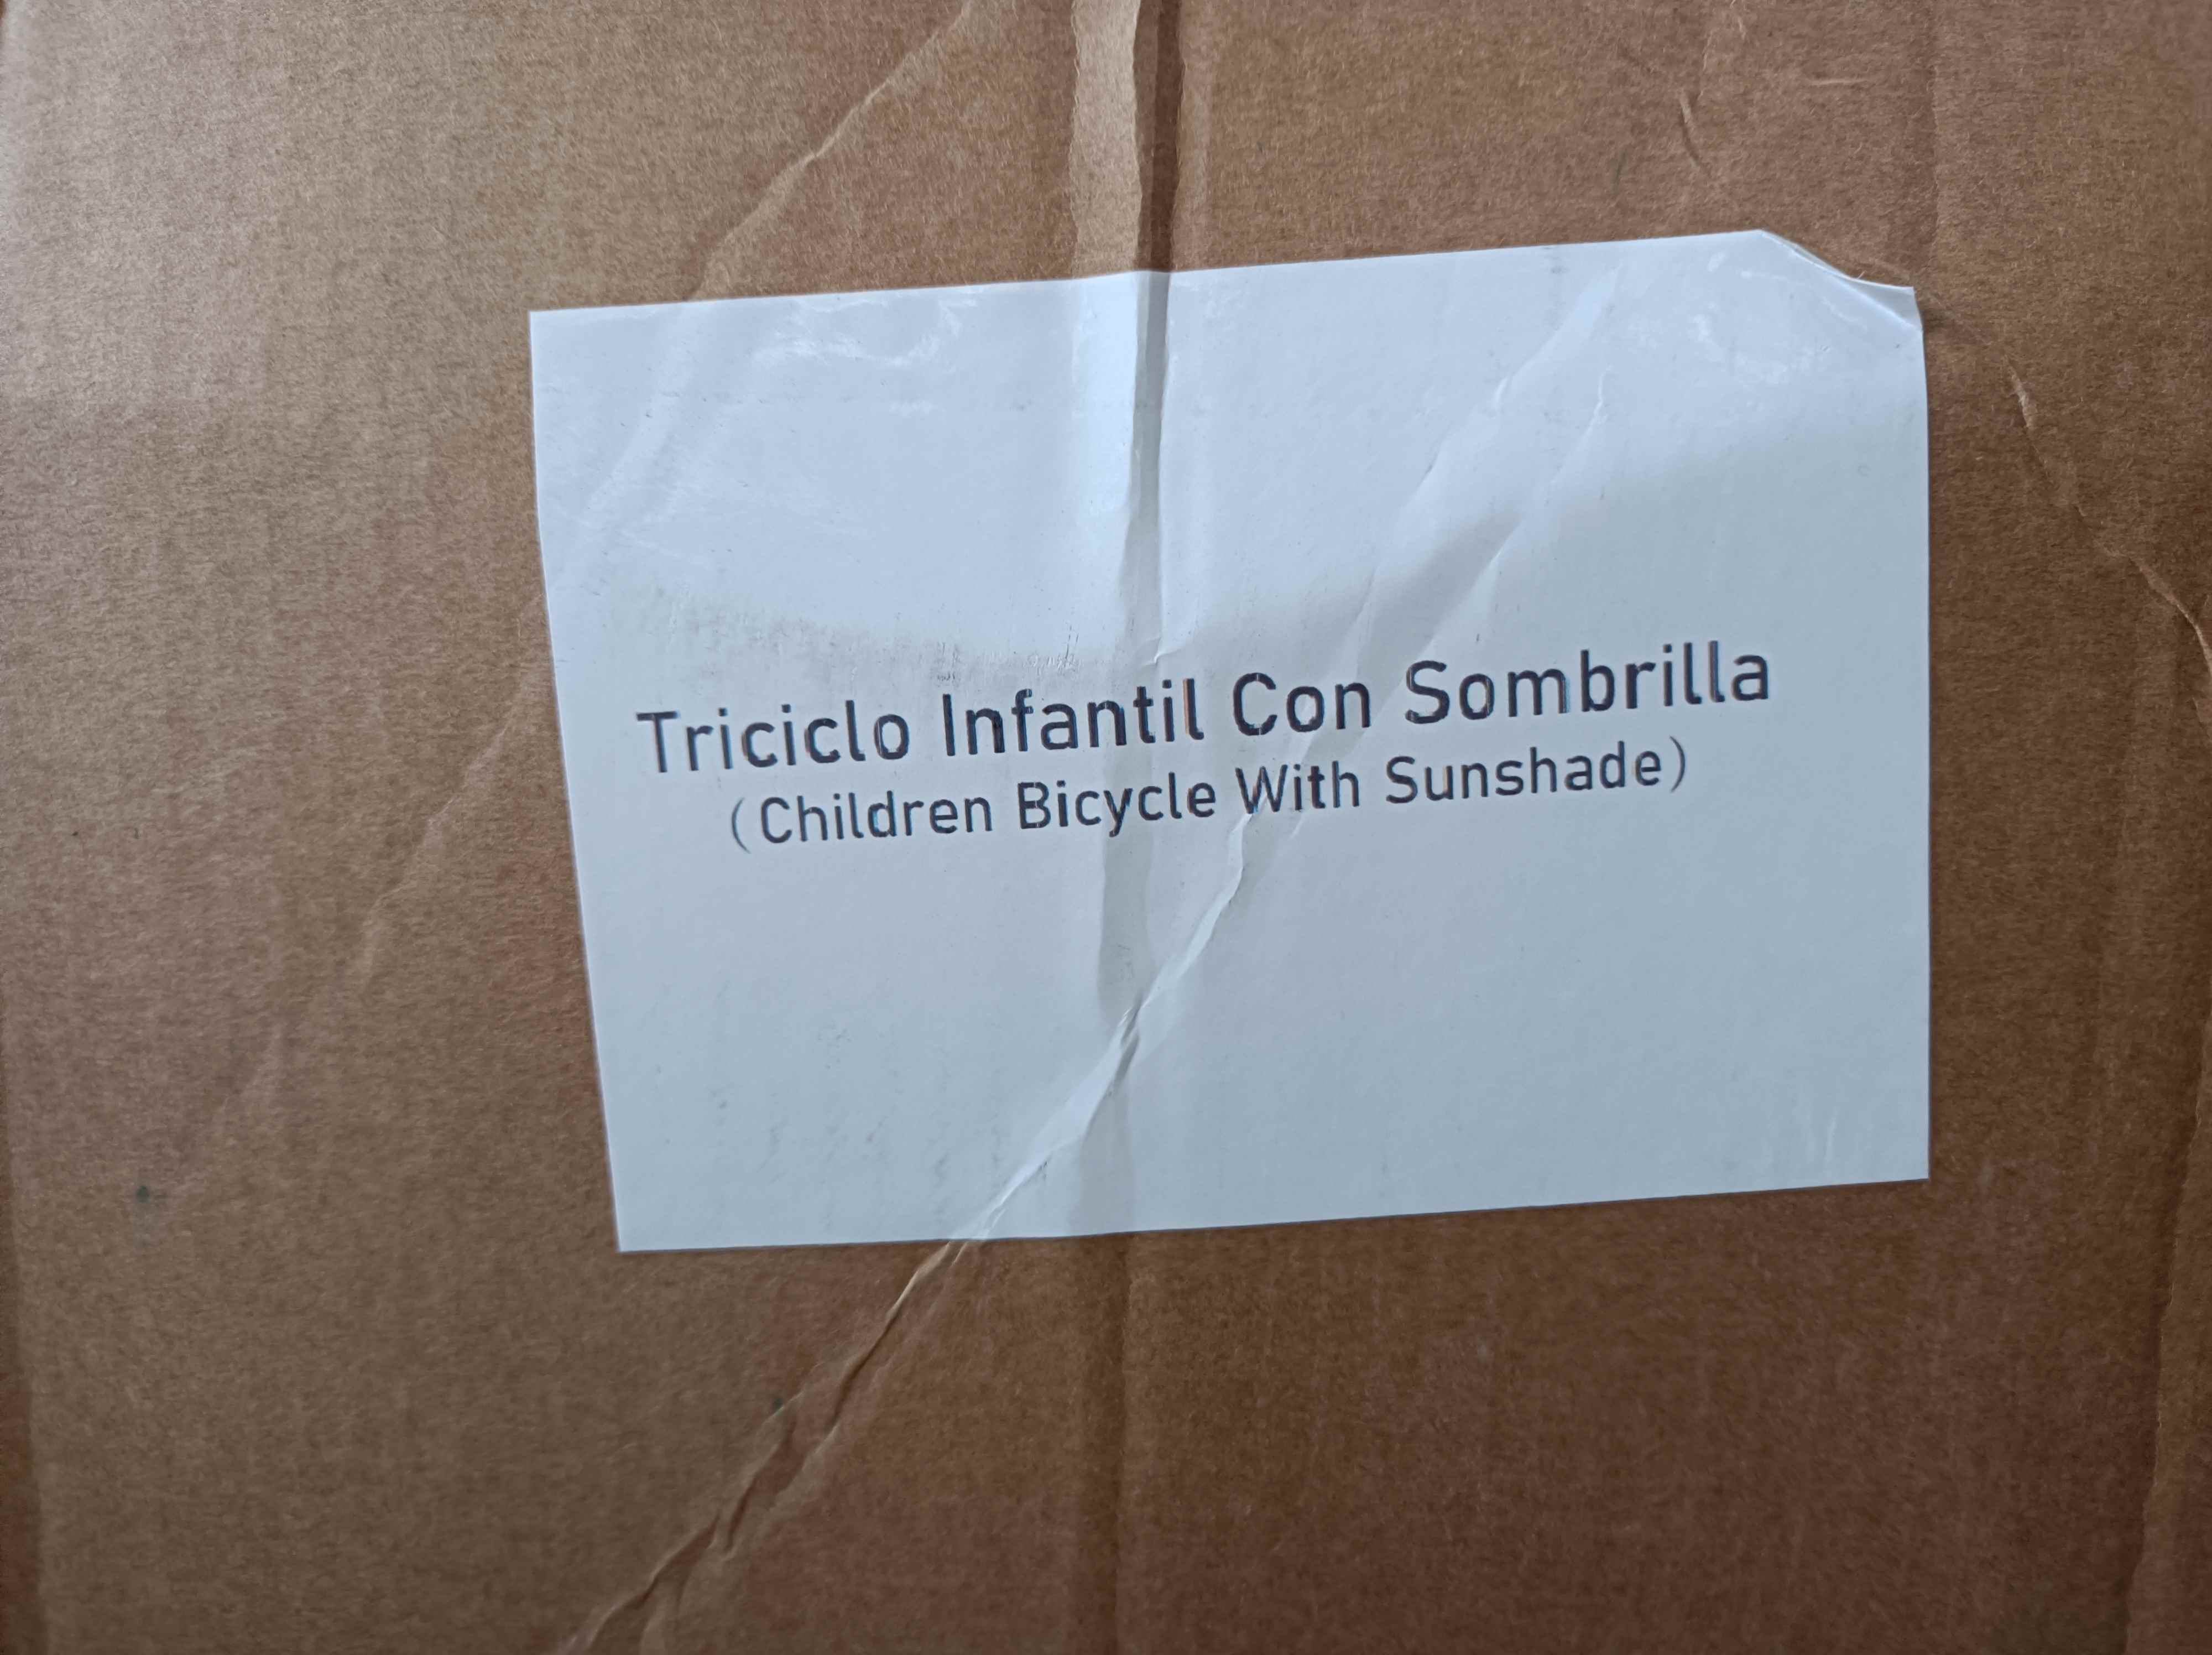 Triciclo Infantil Con Sombrilla
(Children Bicycle With Sunshade)